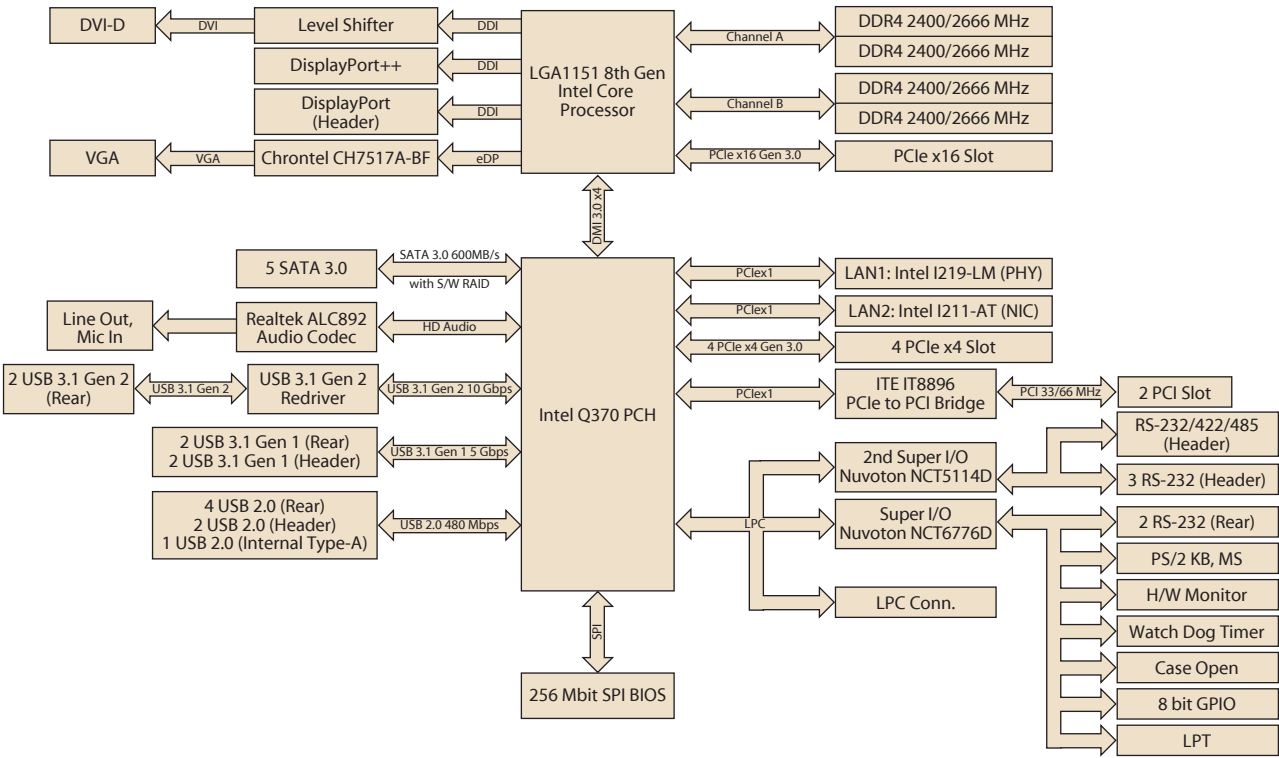 DVI-D
DVI
Level Shifter
DDI
DisplayPort++
DDI
DisplayPort
(Header)
DDI
VGA
VGA
Chrontel CH7517A-BF
eDP
LGA1151 8th Gen
Intel Core
Processor
Channel A
DDR4 2400/2666 MHz
DDR4 2400/2666 MHz
Channel B
DDR4 2400/2666 MHz
DDR4 2400/2666 MHz
PCIe x16 Gen 3.0
PCIe x16 Slot
DMI 3.0 x4
5 SATA 3.0
SATA 3.0 600MB/s
with S/W RAID
Line Out,
Mic In
Realtek ALC892
Audio Codec
HD Audio
2 USB 3.1 Gen 2
(Rear)
USB 3.1 Gen 2
USB 3.1 Gen 2
Redriver
USB 3.1 Gen 2 10 Gbps
2 USB 3.1 Gen 1 (Rear)
2 USB 3.1 Gen 1 (Header)
USB 3.1 Gen 1 5 Gbps
4 USB 2.0 (Rear)
2 USB 2.0 (Header)
1 USB 2.0 (Internal Type-A)
USB 2.0 480 Mbps
Intel Q370 PCH
PCIex1
LAN1: Intel I219-LM (PHY)
PCIex1
LAN2: Intel I211-AT (NIC)
4 PCIe x4 Gen 3.0
4 PCIe x4 Slot
PCIex1
ITE IT8896
PCIe to PCI Bridge
PCI 33/66 MHz
2 PCI Slot
LPC
2nd Super I/O
Nuvoton NCT5114D
RS-232/422/485
(Header)
3 RS-232 (Header)
Super I/O
Nuvoton NCT6776D
2 RS-232 (Rear)
PS/2 KB, MS
H/W Monitor
Watch Dog Timer
Case Open
8 bit GPIO
LPT
LPC Conn.
SPI
256 Mbit SPI BIOS